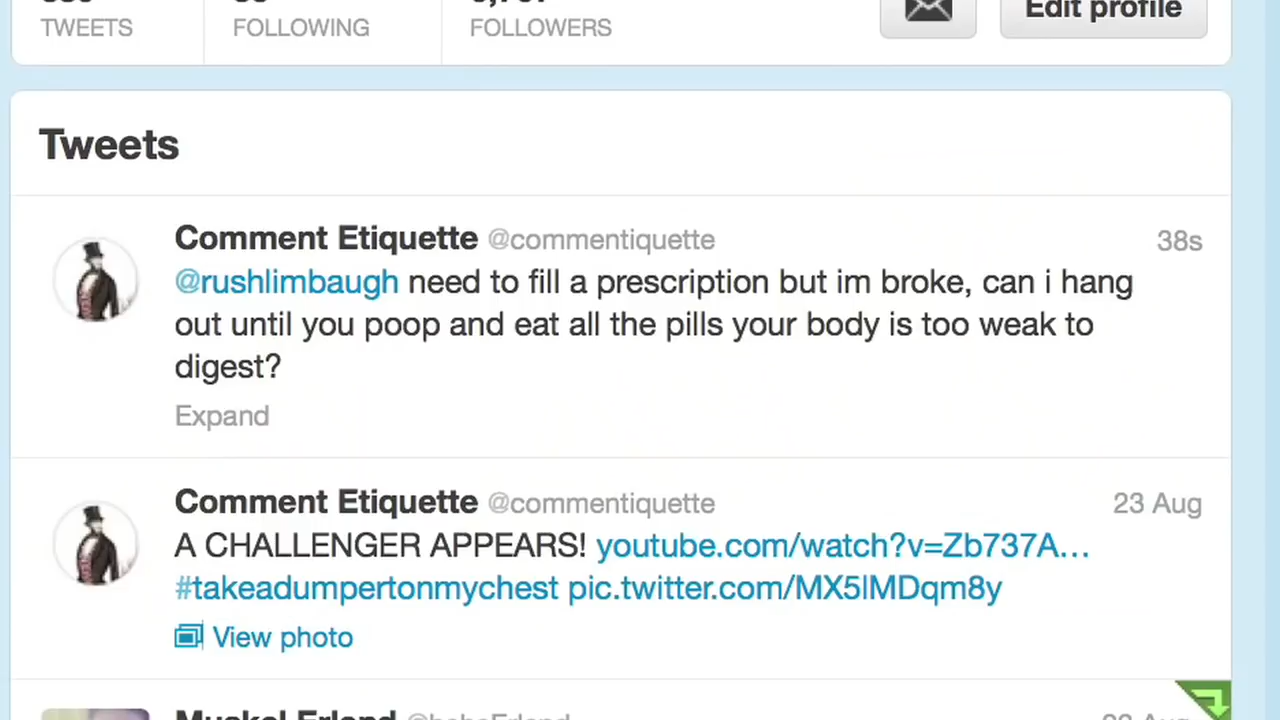 TWEETS FOLLOWING FOLLOWERS Edit profile
Tweets
Comment Etiquette @commentiquette 38s
@rushlimbaugh need to fill a prescription but im broke, can i hang
out until you poop and eat all the pills your body is too weak to
digest?
Expand
Comment Etiquette @commentiquette 23 Aug
A CHALLENGER APPEARS! youtube.com/watch?v=Zb737A…
#takeadumpertonmychest pic.twitter.com/MX5lMDqm8y
View photo